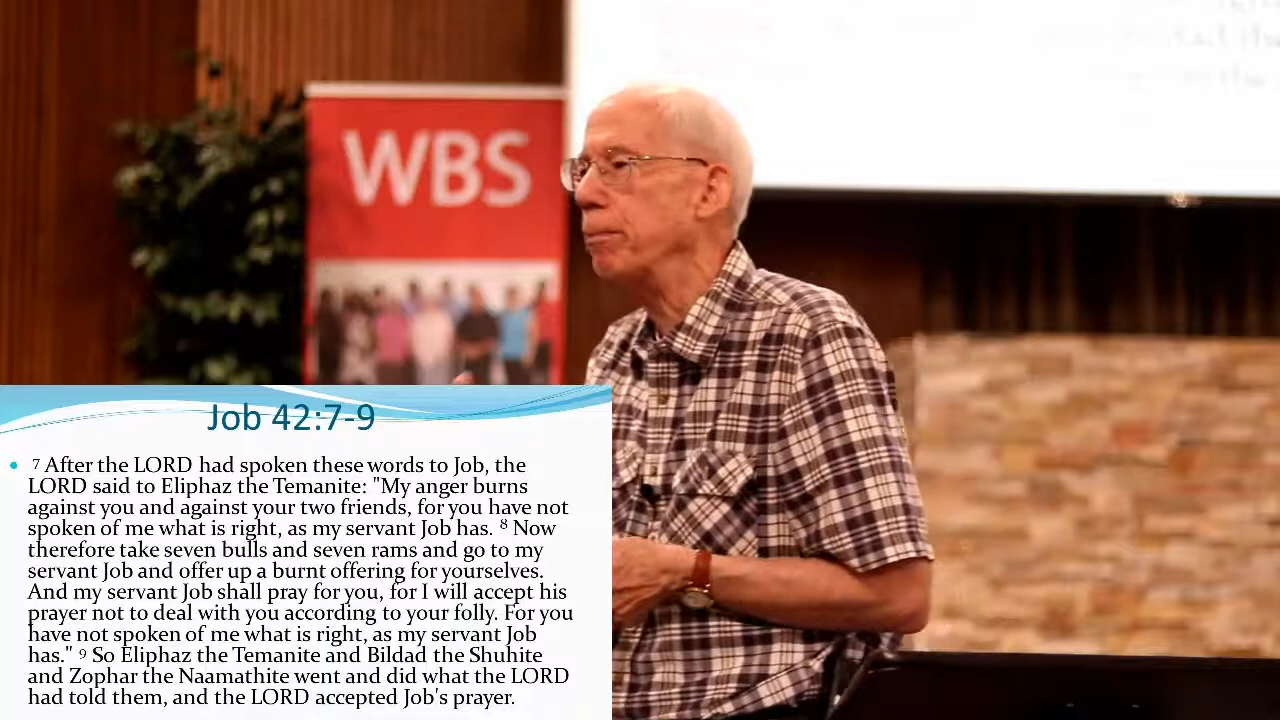 WBS
Job 42:7-9
• ⁷ After the LORD had spoken these words to Job, the
LORD said to Eliphaz the Temanite: "My anger burns
against you and against your two friends, for you have not
spoken of me what is right, as my servant Job has. ⁸ Now
therefore take seven bulls and seven rams and go to my
servant Job and offer up a burnt offering for yourselves.
And my servant Job shall pray for you, for I will accept his
prayer not to deal with you according to your folly. For you
have not spoken of me what is right, as my servant Job
has." ⁹ So Eliphaz the Temanite and Bildad the Shuhite
and Zophar the Naamathite went and did what the LORD
had told them, and the LORD accepted Job's prayer.